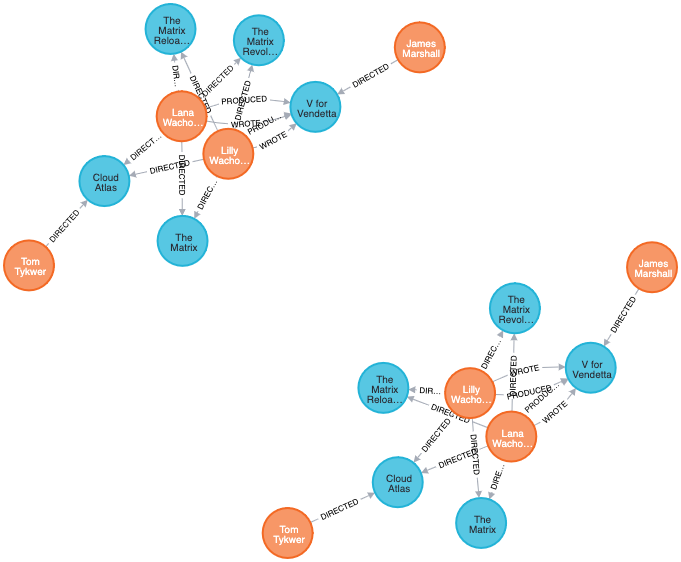 The
Matrix
Reloa…
The
Matrix
Revol…
James
Marshall
DIR…
DIRECTED
DIRECTED
DIRECTED
DIRECTED
PRODUCED
V for
Vendetta
Lana
Wacho…
WROTE
PRODU…
WROTE
DIRECT…
Lilly
Wacho…
DIRECTED
DIRECTED
Cloud
Atlas
DIREC…
DIRECTED
The
Matrix
Tom
Tykwer
James
Marshall
The
Matrix
Revol…
DIRECTED
DIREC…
DIRECTED
WROTE
V for
Vendetta
The
Matrix
Reloa…
DIR…
Lilly
Wacho…
PRODUCED
PRODUC…
DIRECTED
WROTE
DIRECTED
Lana
Wacho…
DIRECTED
DIRECTED
Cloud
Atlas
DIRE…
DIRECTED
The
Matrix
Tom
Tykwer